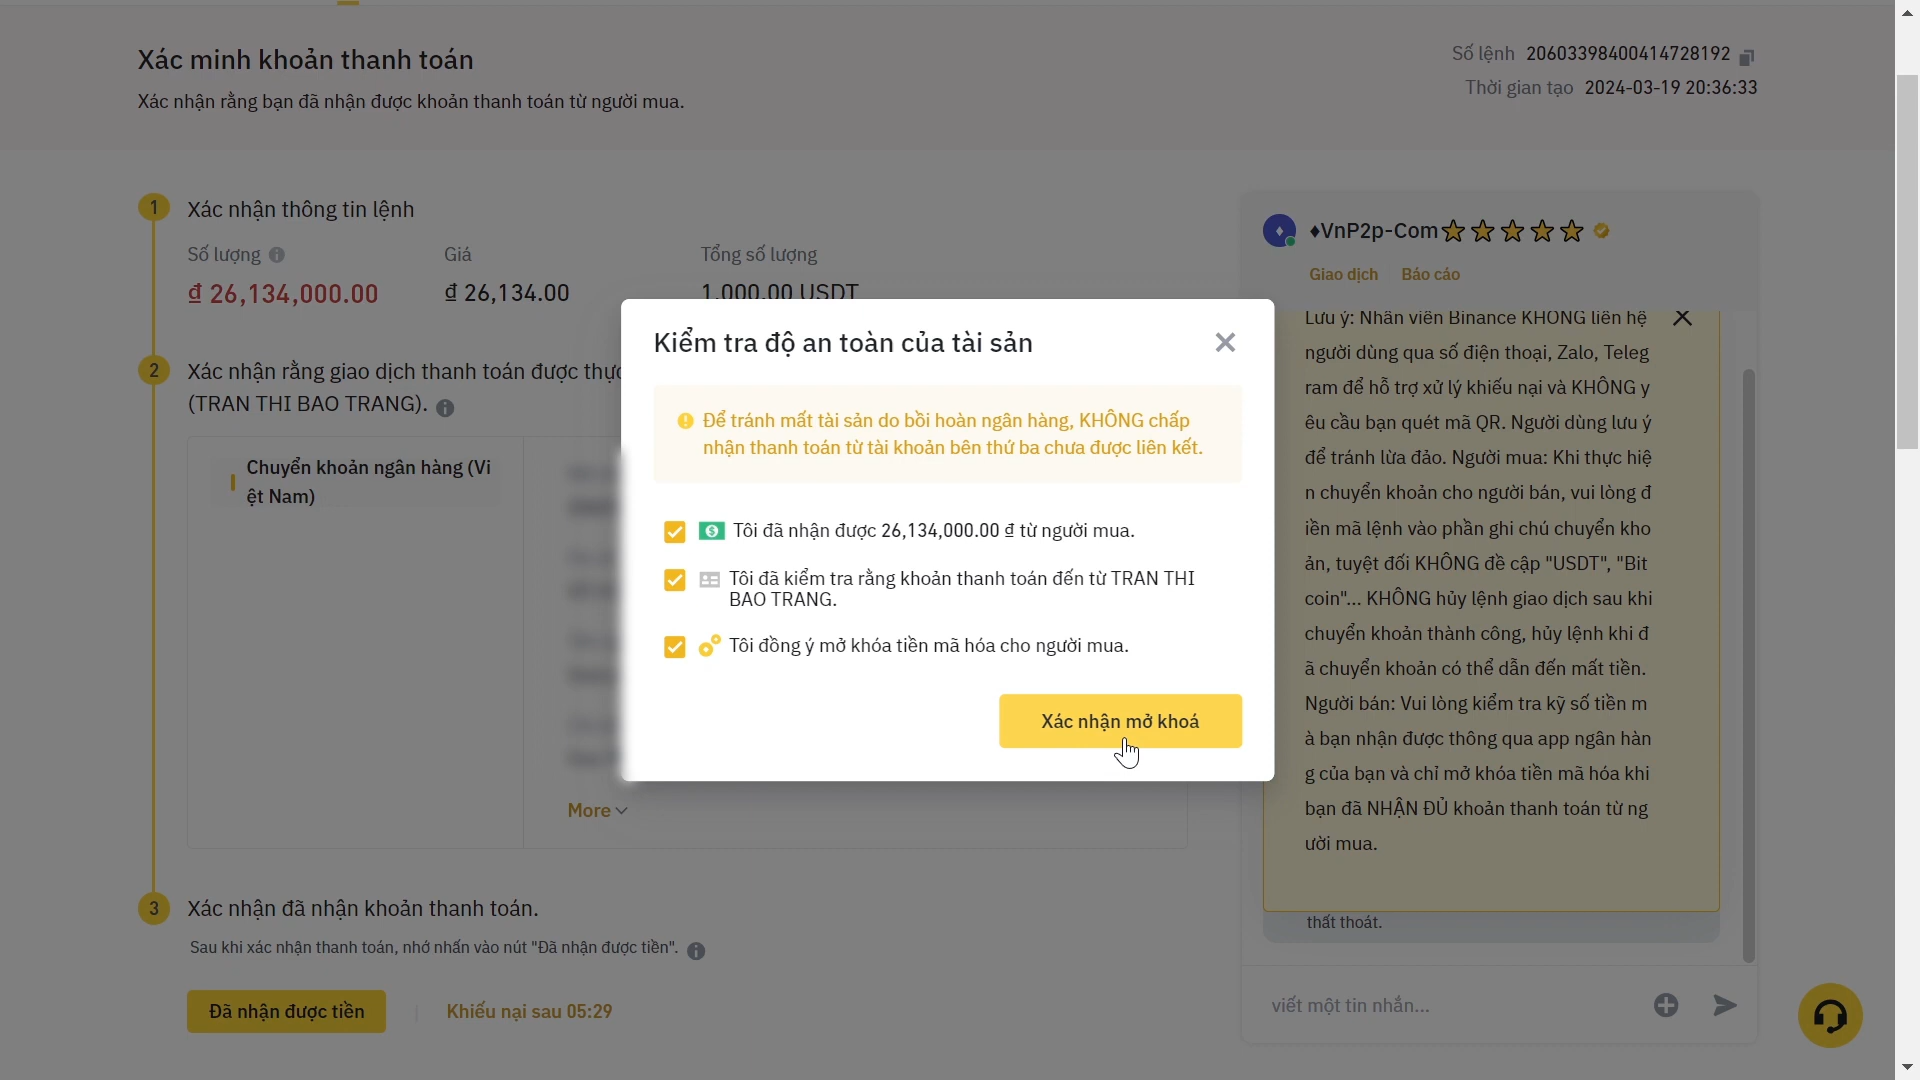 Xác minh khoản thanh toán
Xác nhận rằng bạn đã nhận được khoản thanh toán từ người mua.
Số lệnh 20603398400414728192
Thời gian tạo 2024-03-19 20:36:33
1 Xác nhận thông tin lệnh
Số lượng Giá Tổng số lượng
₫ 26,134,000.00 ₫ 26,134.00 1,000.00 USDT
2 Xác nhận rằng giao dịch thanh toán được
(TRAN THI BAO TRANG).
Chuyển khoản ngân hàng (Vi
ệt Nam)
More
3 Xác nhận đã nhận khoản thanh toán.
Sau khi xác nhận thanh toán, nhớ nhấn vào nút "Đã nhận được tiền".
Đã nhận được tiền Khiếu nại sau 05:29
Kiểm tra độ an toàn của tài sản
Để tránh mất tài sản do bồi hoàn ngân hàng, KHÔNG chấp
nhận thanh toán từ tài khoản bên thứ ba chưa được liên kết.
Tôi đã nhận được 26,134,000.00 ₫ từ người mua.
Tôi đã kiểm tra rằng khoản thanh toán đến từ TRAN THI
BAO TRANG.
Tôi đồng ý mở khóa tiền mã hóa cho người mua.
Xác nhận mở khoá
♦VnP2p-Com
Giao dịch Báo cáo
Lưu ý: Nhân viên Binance KHÔNG liên hệ
người dùng qua số điện thoại, Zalo, Teleg
ram để hỗ trợ xử lý khiếu nại và KHÔNG y
êu cầu bạn quét mã QR. Người dùng lưu ý
để tránh lừa đảo. Người mua: Khi thực hiệ
n chuyển khoản cho người bán, vui lòng đ
iền mã lệnh vào phần ghi chú chuyển kho
ản, tuyệt đối KHÔNG đề cập "USDT", "Bit
coin"... KHÔNG hủy lệnh giao dịch sau khi
chuyển khoản thành công, hủy lệnh khi đ
ã chuyển khoản có thể dẫn đến mất tiền.
Người bán: Vui lòng kiểm tra kỹ số tiền m
à bạn nhận được thông qua app ngân hàn
g của bạn và chỉ mở khóa tiền mã hóa khi
bạn đã NHẬN ĐỦ khoản thanh toán từ ng
ười mua.
thất thoát.
viết một tin nhắn...